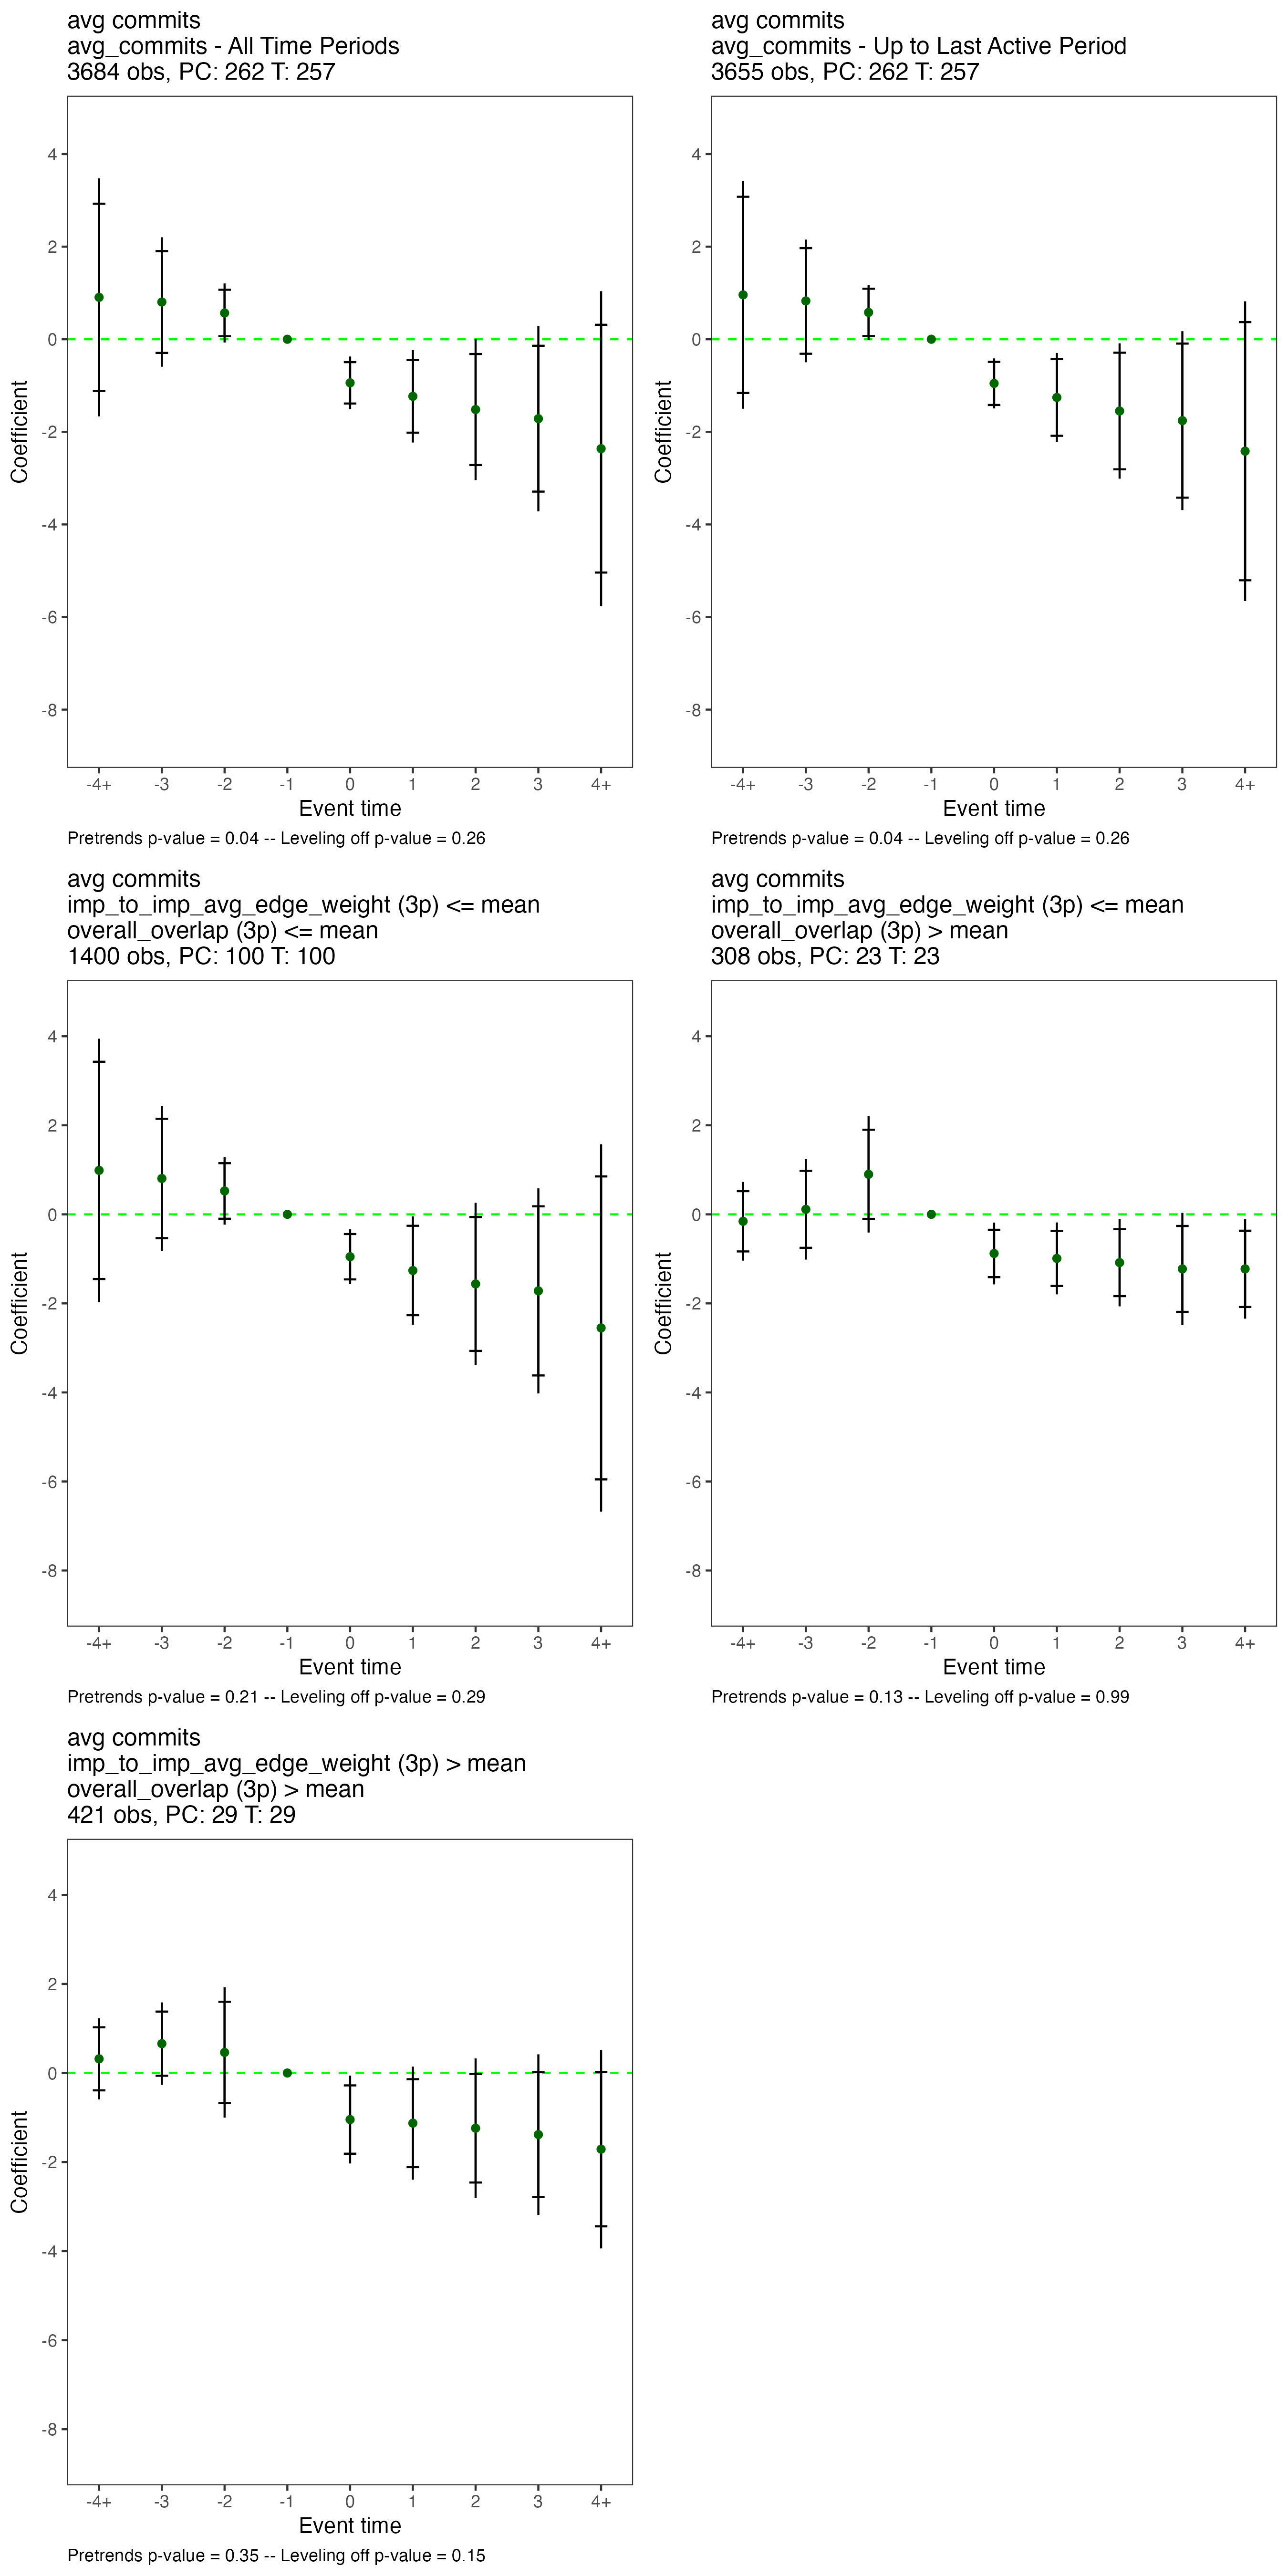 avg commits
avg_commits - All Time Periods
3684 obs, PC: 262 T: 257
4
2
0
-2
-4
-6
-8
Coefficient
-4+ -3 -2 -1 0 1 2 3 4+
Event time
Pretrends p-value = 0.04 -- Leveling off p-value = 0.26
avg commits
avg_commits - Up to Last Active Period
3655 obs, PC: 262 T: 257
4
2
0
-2
-4
-6
-8
Coefficient
-4+ -3 -2 -1 0 1 2 3 4+
Event time
Pretrends p-value = 0.04 -- Leveling off p-value = 0.26
avg commits
imp_to_imp_avg_edge_weight (3p) <= mean
overall_overlap (3p) <= mean
1400 obs, PC: 100 T: 100
4
2
0
-2
-4
-6
-8
Coefficient
-4+ -3 -2 -1 0 1 2 3 4+
Event time
Pretrends p-value = 0.21 -- Leveling off p-value = 0.29
avg commits
imp_to_imp_avg_edge_weight (3p) <= mean
overall_overlap (3p) > mean
308 obs, PC: 23 T: 23
4
2
0
-2
-4
-6
-8
Coefficient
-4+ -3 -2 -1 0 1 2 3 4+
Event time
Pretrends p-value = 0.13 -- Leveling off p-value = 0.99
avg commits
imp_to_imp_avg_edge_weight (3p) > mean
overall_overlap (3p) > mean
421 obs, PC: 29 T: 29
4
2
0
-2
-4
-6
-8
Coefficient
-4+ -3 -2 -1 0 1 2 3 4+
Event time
Pretrends p-value = 0.35 -- Leveling off p-value = 0.15